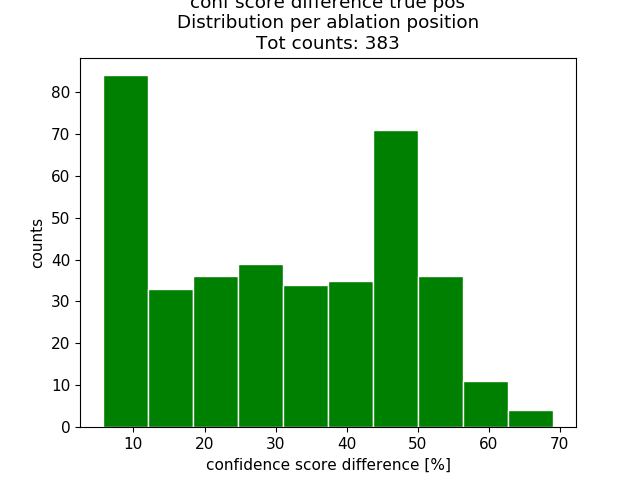 conf score difference true pos
Distribution per ablation position
Tot counts: 383
80
70
60
50
40
30
20
10
0
counts
10 20 30 40 50 60 70
confidence score difference [%]